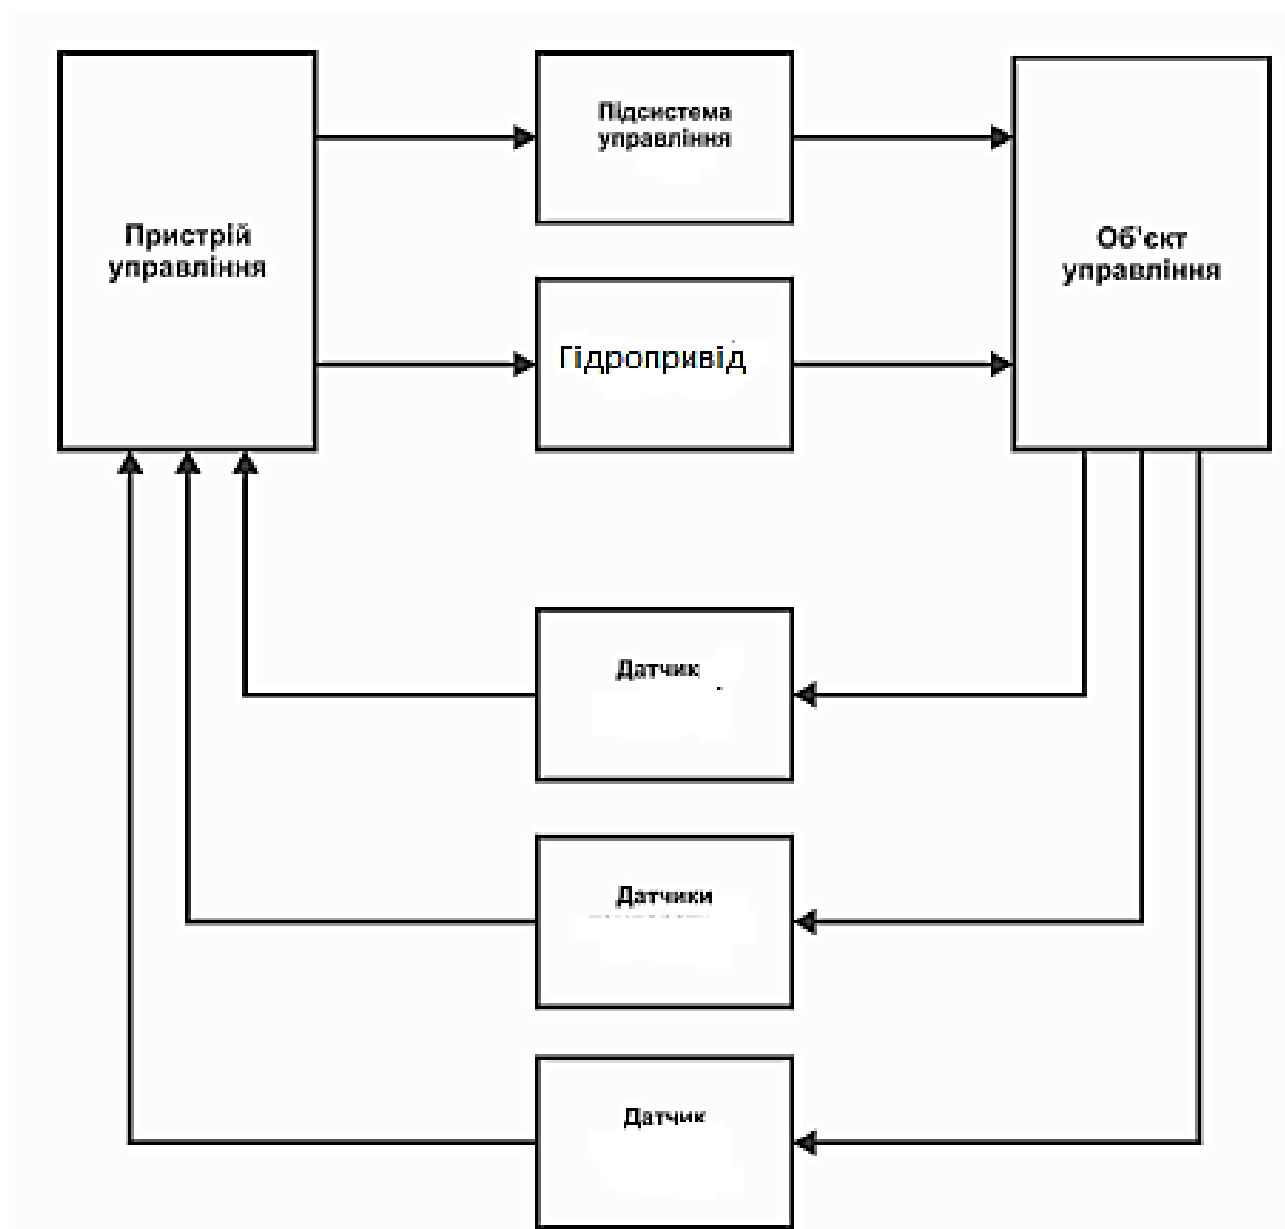 Підсистема
управління
Пристрій
управління
Об'єкт
управління
Гідропривід
Датчик
Датчики
Датчик